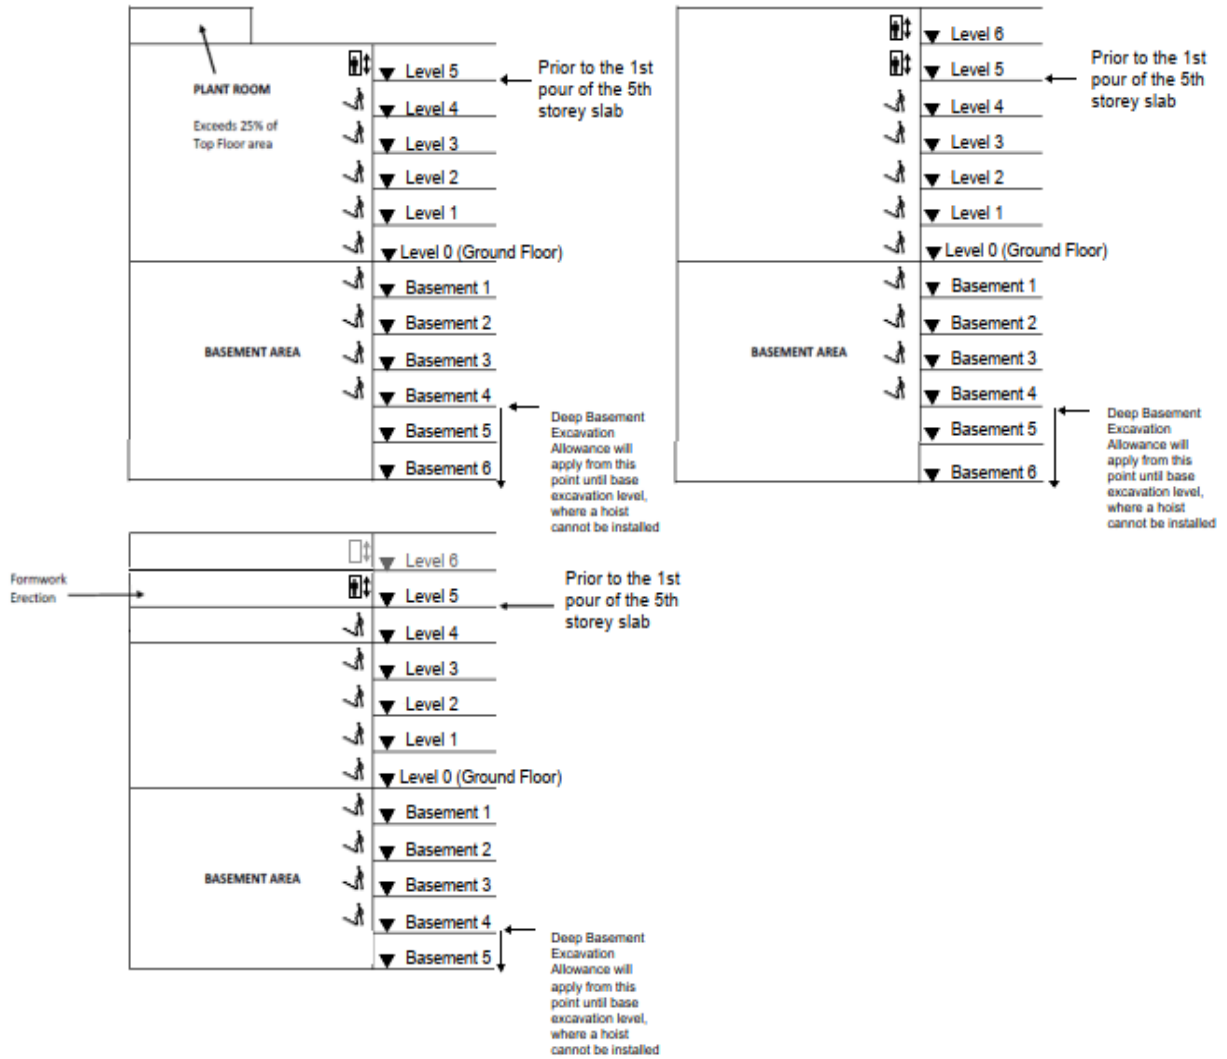 PLANT ROOM
Exceeds 25% of
Top Floor area
Level 5
Level 4
Level 3
Level 2
Level 1
Level 0 (Ground Floor)
Basement 1
Basement 2
Basement 3
Basement 4
Basement 5
Basement 6
BASEMENT AREA
Prior to the 1st
pour of the 5th
storey slab
Deep Basement
Excavation
Allowance will
apply from this
point until base
excavation level,
where a hoist
cannot be installed
Level 6
Level 5
Level 4
Level 3
Level 2
Level 1
Level 0 (Ground Floor)
Basement 1
Basement 2
Basement 3
Basement 4
Basement 5
Basement 6
BASEMENT AREA
Prior to the 1st
pour of the 5th
storey slab
Deep Basement
Excavation
Allowance will
apply from this
point until base
excavation level,
where a hoist
cannot be installed
Formwork
Erection
Level 6
Level 5
Level 4
Level 3
Level 2
Level 1
Level 0 (Ground Floor)
Basement 1
Basement 2
Basement 3
Basement 4
Basement 5
BASEMENT AREA
Prior to the 1st
pour of the 5th
storey slab
Deep Basement
Excavation
Allowance will
apply from this
point until base
excavation level,
where a hoist
cannot be installed